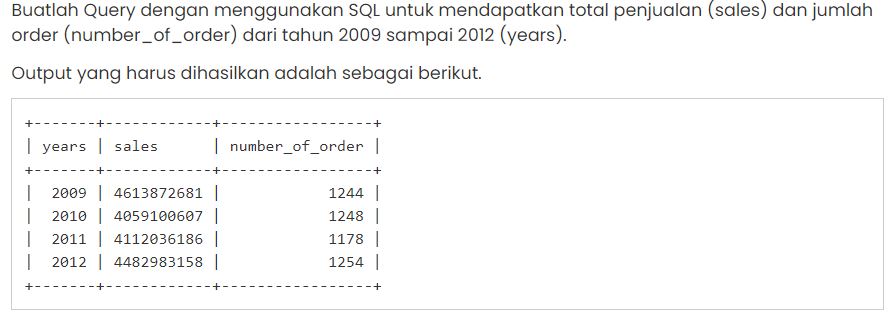 Buatlah Query dengan menggunakan SQL untuk mendapatkan total penjualan (sales) dan jumlah
order (number_of_order) dari tahun 2009 sampai 2012 (years).
Output yang harus dihasilkan adalah sebagai berikut.
+-------+------------+-----------------+
| years | sales      | number_of_order |
+-------+------------+-----------------+
|  2009 | 4613872681 |            1244 |
|  2010 | 4059100607 |            1248 |
|  2011 | 4112036186 |            1178 |
|  2012 | 4482983158 |            1254 |
+-------+------------+-----------------+